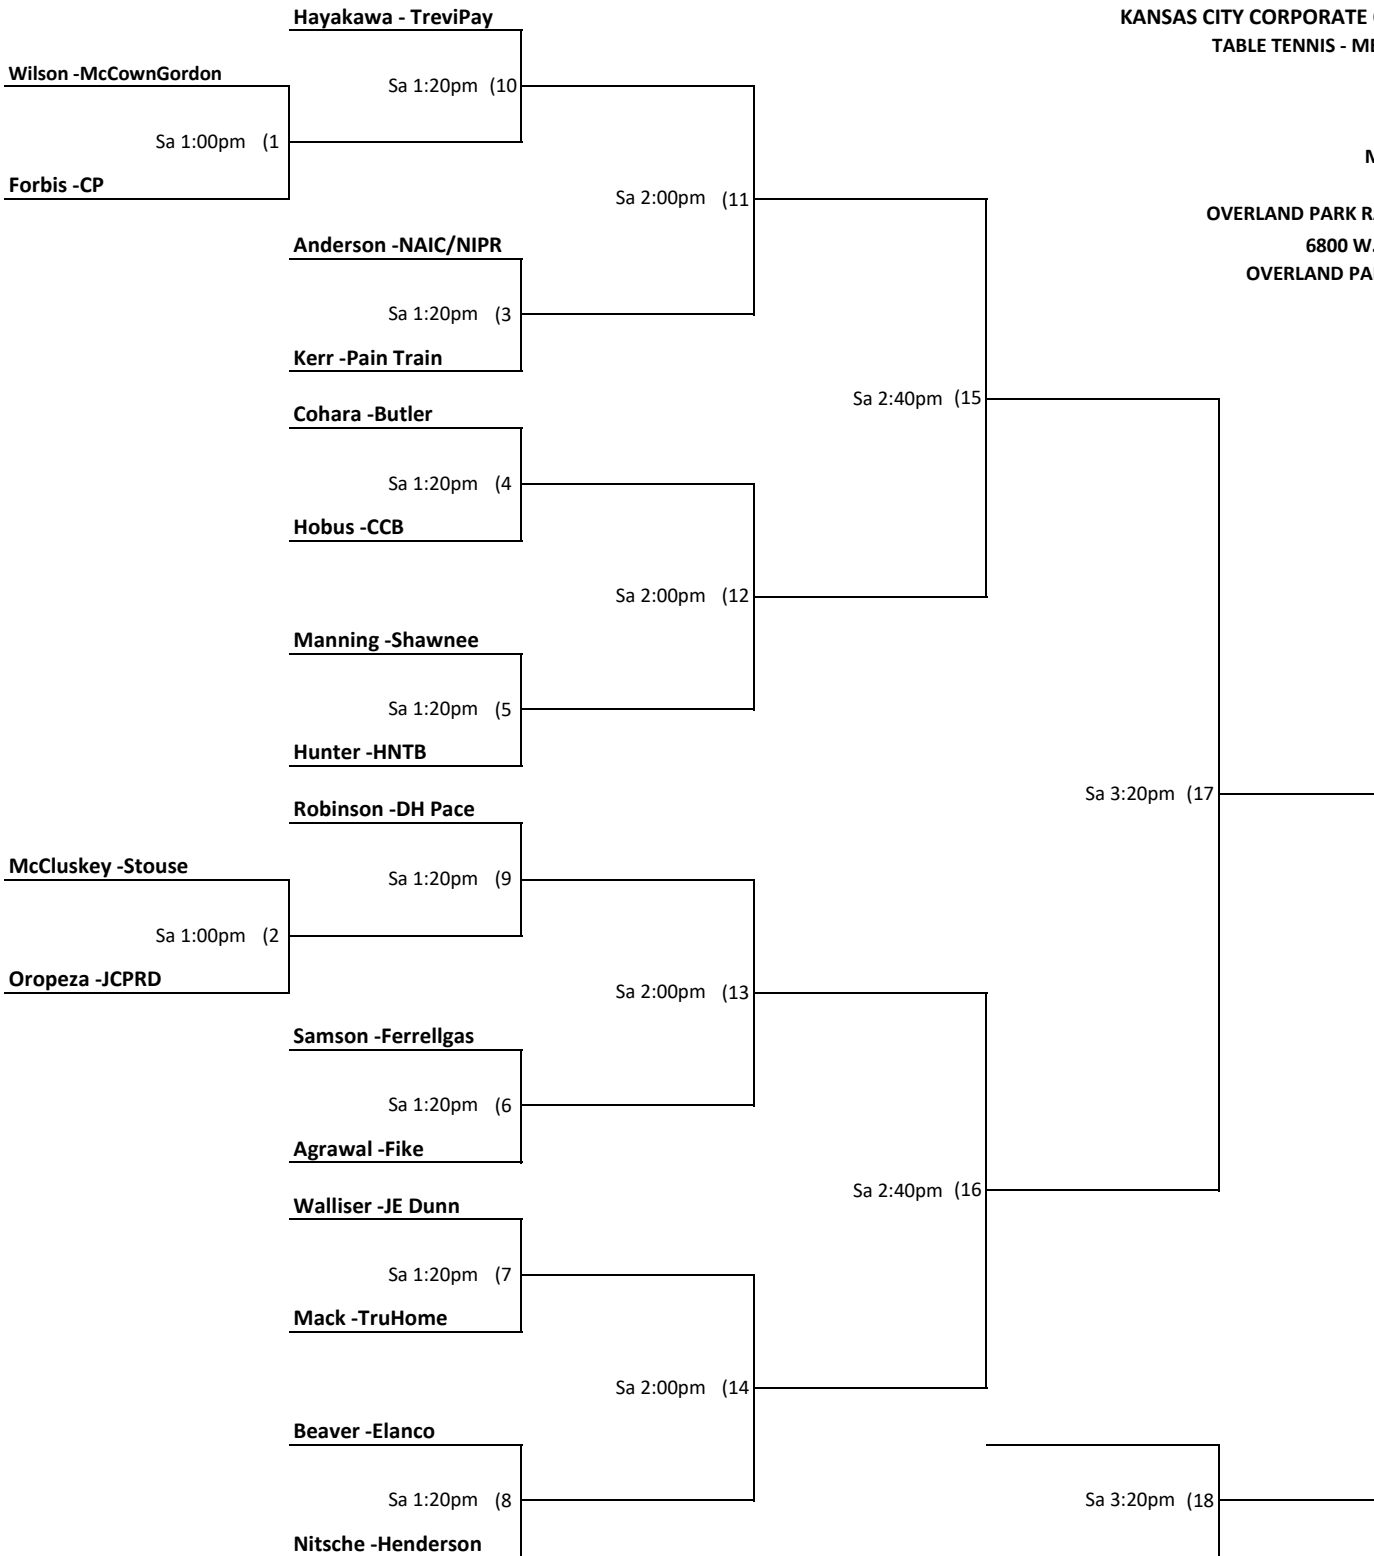 Hayakawa - TreviPay
KANSAS CITY CORPORATE
TABLE TENNIS - ME
Wilson -McCownGordon
Sa 1:20pm (10
Sa 1:00pm (1
M
Forbis -CP
Sa 2:00pm (11
OVERLAND PARK RA
Anderson -NAIC/NIPR
6800 W.
OVERLAND PA
Sa 1:20pm (3
Kerr -Pain Train
Sa 2:40pm (15
Cohara -Butler
Sa 1:20pm (4
Hobus -CCB
Sa 2:00pm (12
Manning -Shawnee
Sa 1:20pm (5
Hunter -HNTB
Sa 3:20pm (17
Robinson -DH Pace
McCluskey -Stouse
Sa 1:20pm (9
Sa 1:00pm (2
Oropeza -JCPRD
Sa 2:00pm (13
Samson -Ferrellgas
Sa 1:20pm (6
Agrawal -Fike
Sa 2:40pm (16
Walliser -JE Dunn
Sa 1:20pm (7
Mack -TruHome
Sa 2:00pm (14
Beaver -Elanco
Sa 1:20pm (8
Sa 3:20pm (18
Nitsche -Henderson